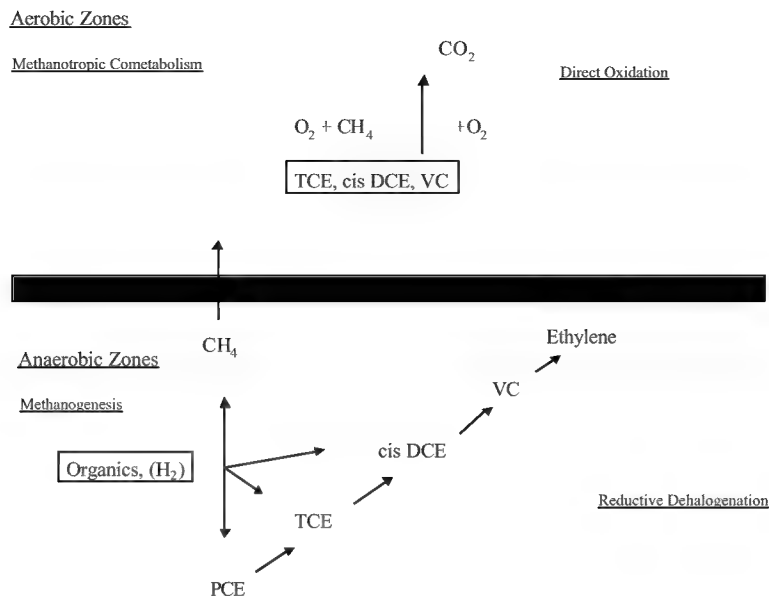 Aerobic Zones
CO2
Methanotropic Cometabolism
Direct Oxidation
O2 + CH4
+O2
TCE, cis DCE, VC
Ethylene
CH4
Anaerobic Zones
VC
Methanogenesis
cis DCE
Organics, (H2)
Reductive Dehalogenation
TCE
PCE